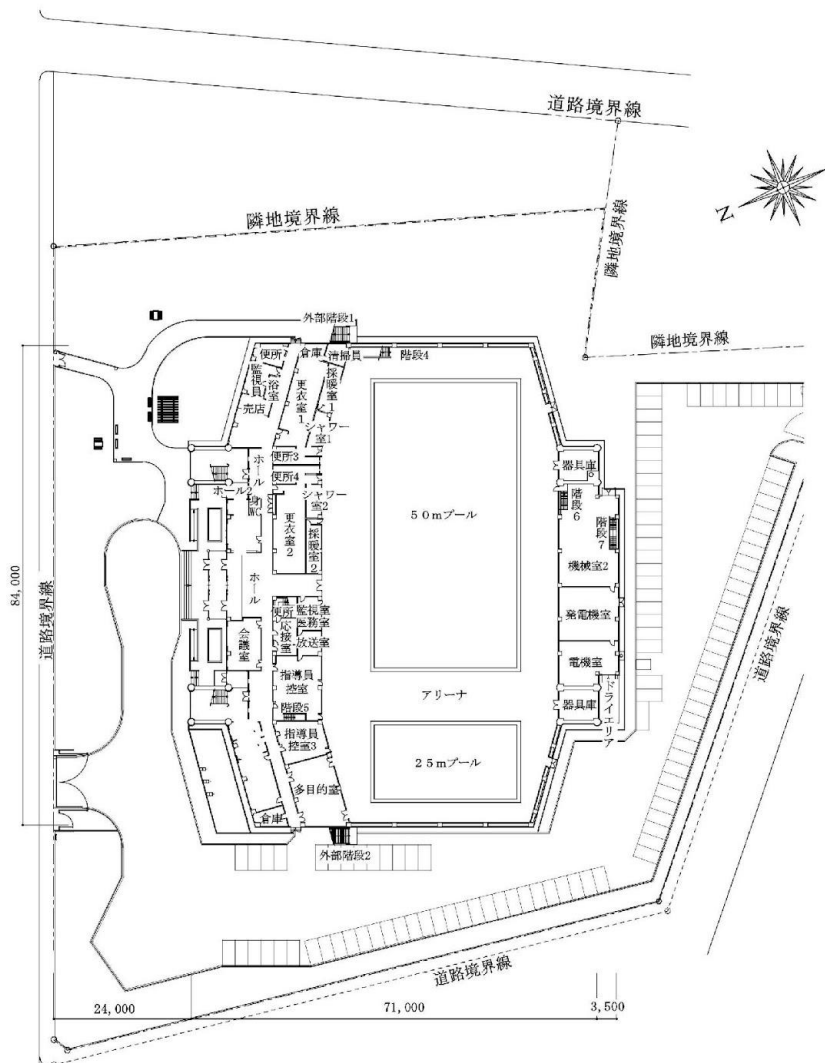 道路境界線
隣地境界線
隣地境界線
隣地境界線
N
外部階段1
便所
倉庫
清掃員
階段4
監視員
浴室
更衣室1
採暖室1
売店
シャワー室1
ホール
便所3
便所4
ホール2
シャワー室2
更衣室2
採暖室2
50mプール
器具庫
階段6
階段7
機械室2
ホール
発電機室
便所
監視室
医務室
応接室
放送室
会議室
電機室
指導員控室
アリーナ
階段5
器具庫
ドライエリア
指導員控室3
25mプール
多目的室
倉庫
外部階段2
84,000
道路境界線
道路境界線
道路境界線
24,000
71,000
3,500